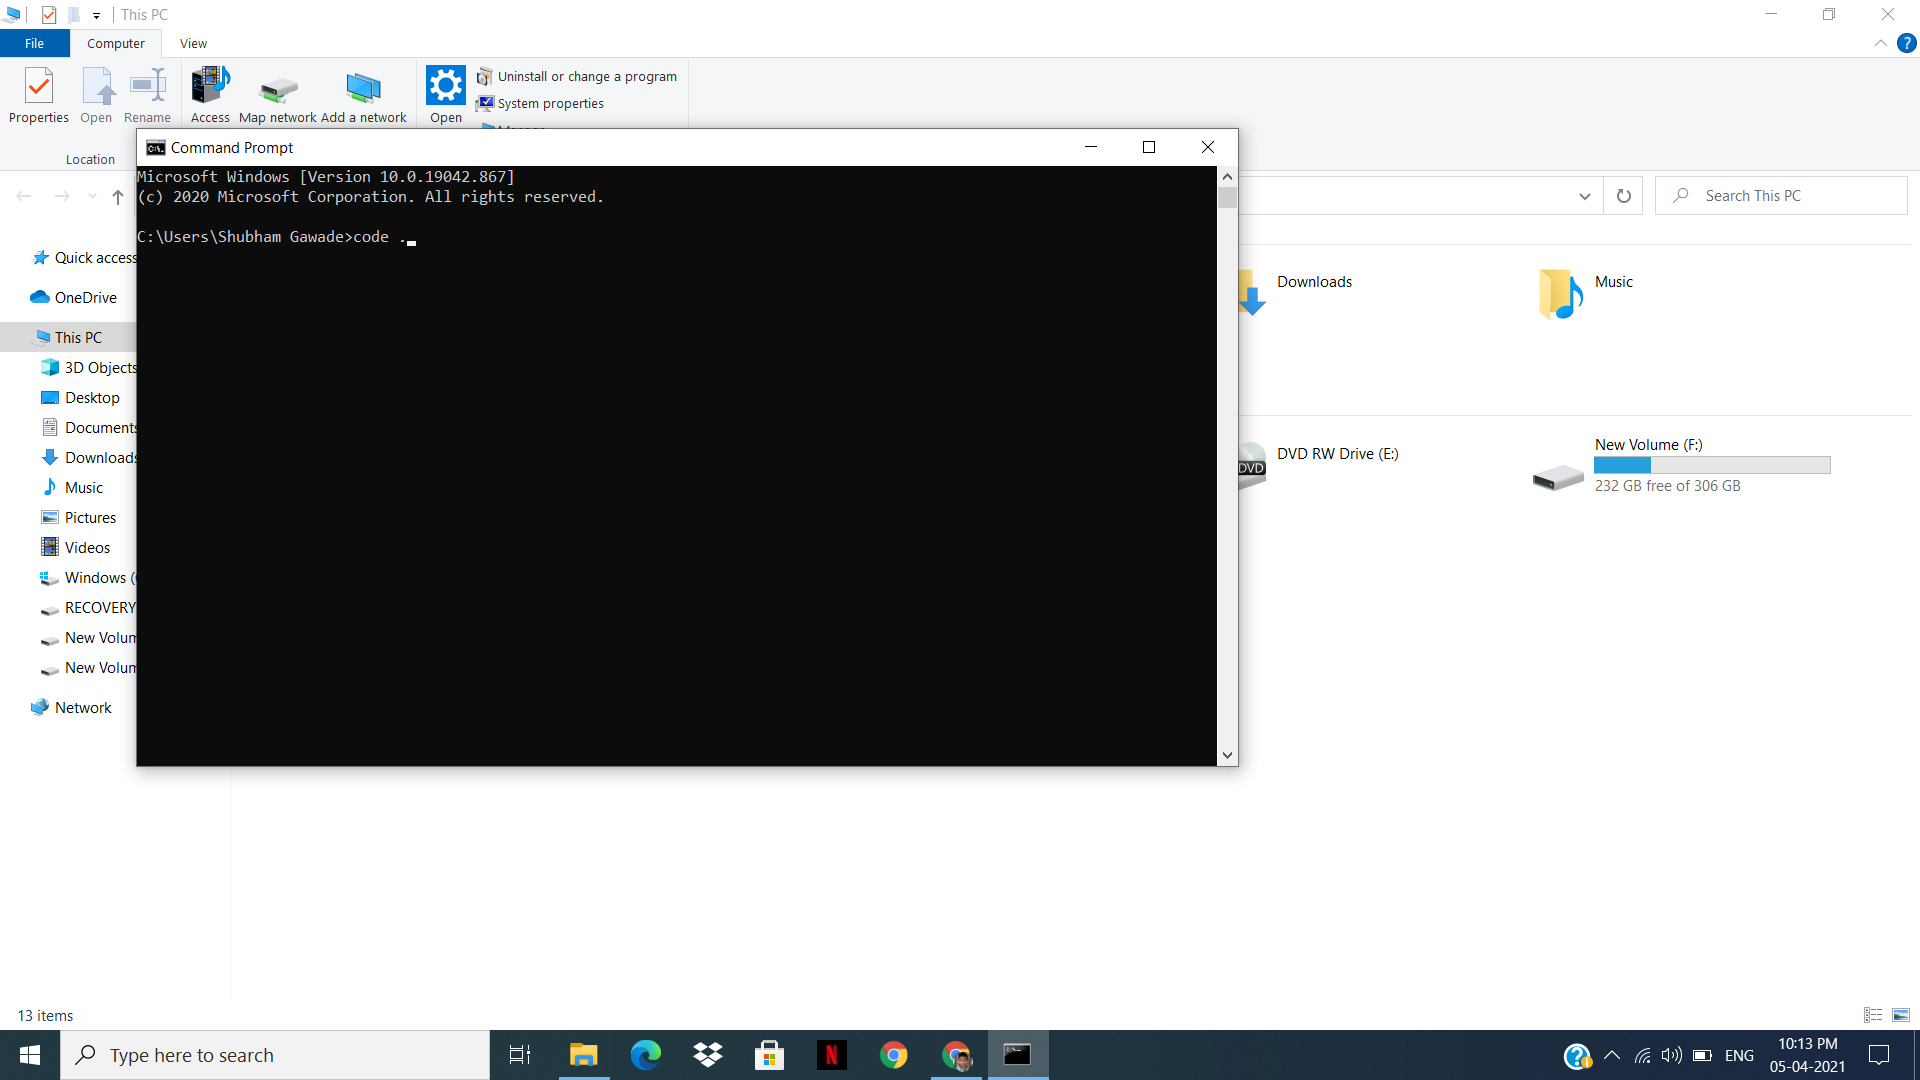 This PC
File
Computer
View
?
Properties
Open
Rename
Access
Map network
Add a network
Open
Uninstall or change a program
System properties
Location
Command Prompt
Microsoft Windows [Version 10.0.19042.867]
(c) 2020 Microsoft Corporation. All rights reserved.
C:\Users\Shubham Gawade>code .
Search This PC
Quick access
OneDrive
This PC
3D Objects
Desktop
Documents
Downloads
Music
Pictures
Videos
Windows (
RECOVERY
New Volum
New Volum
Network
Downloads
Music
DVD
DVD RW Drive (E:)
New Volume (F:)
232 GB free of 306 GB
13 items
Type here to search
N
ENG
10:13 PM
05-04-2021